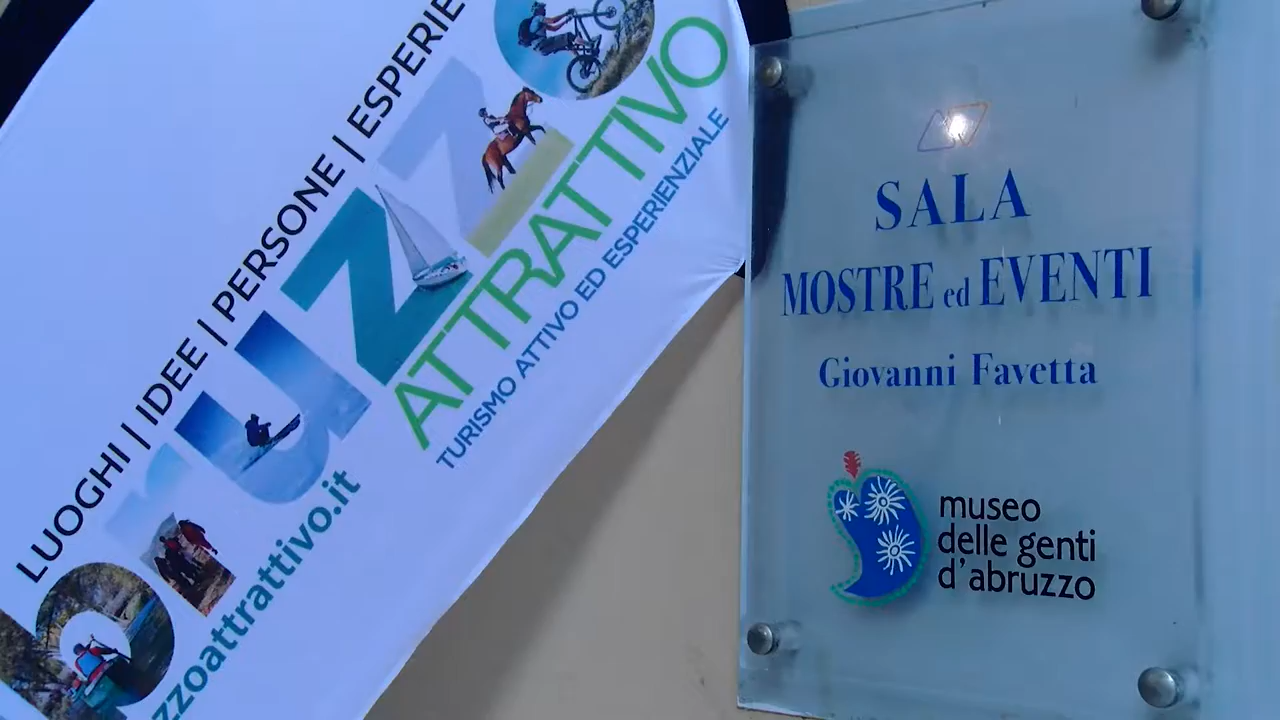 LUOGHI | IDEE | PERSONE | ESPERIE
bruzzo
ATTRATTIVO
TURISMO ATTIVO ED ESPERIENZIALE
zzoattrattivo.it
SALA
MOSTRE ed EVENTI
Giovanni Favetta
museo
delle genti
d'abruzzo